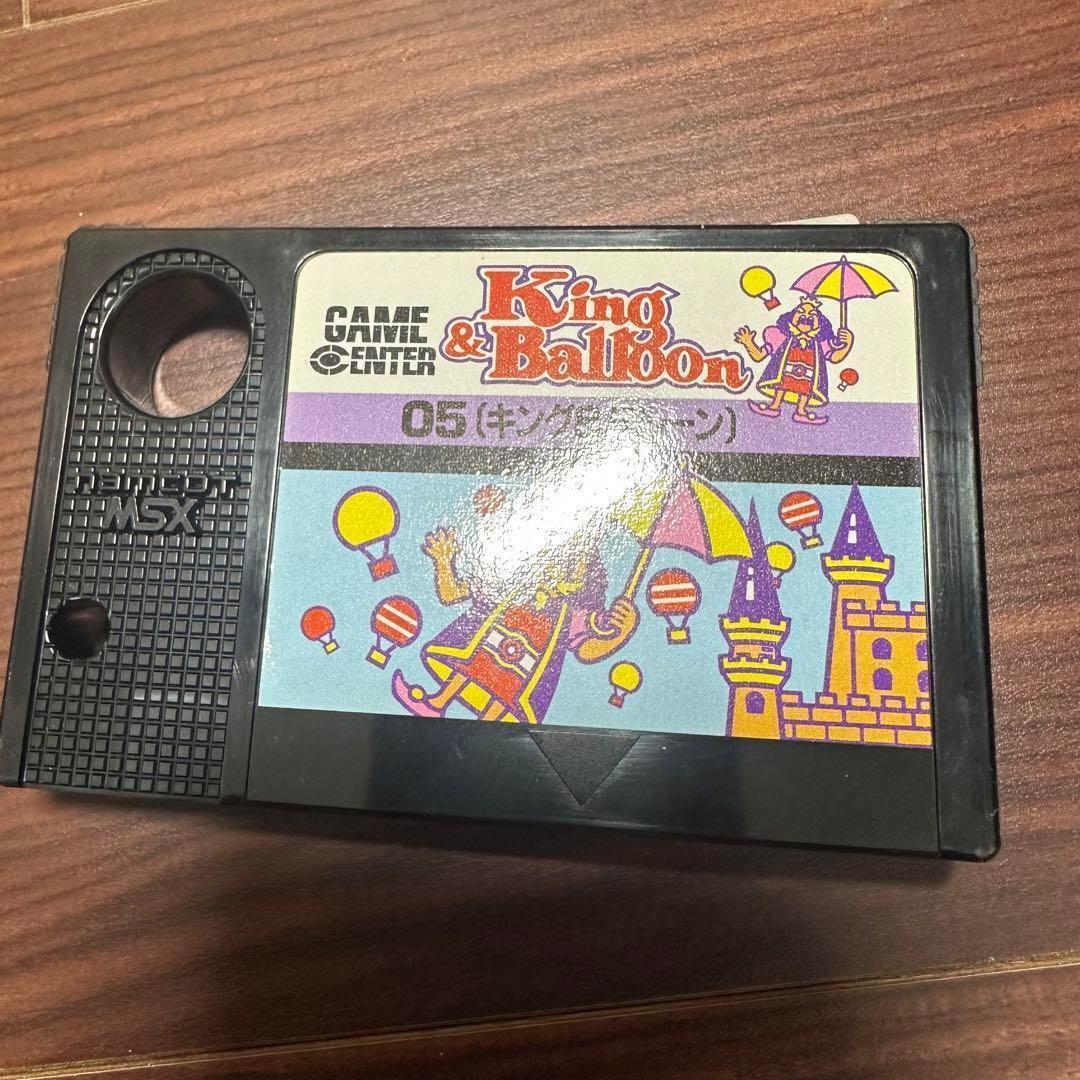 GAME
CENTER
King
& Balloon
05 (キング
ーン)
namcot
MSX